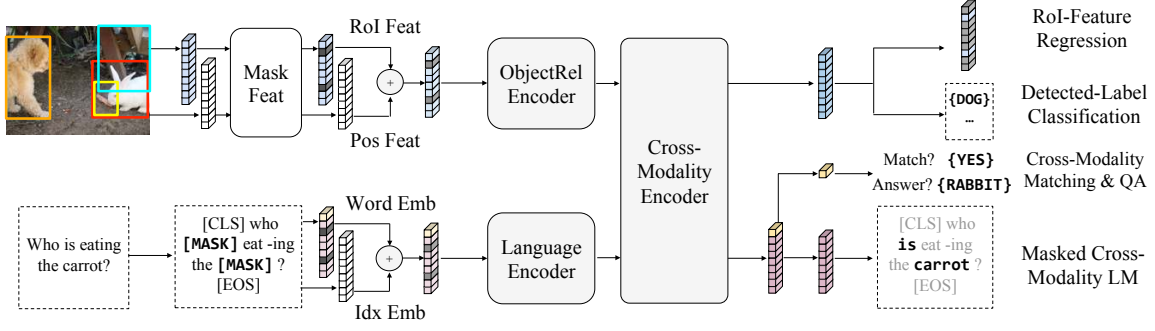 RoI Feat
Mask
Feat
+
Pos Feat
ObjectRel
Encoder
Cross-
Modality
Encoder
RoI-Feature
Regression
{DOG}
…
Detected-Label
Classification
Match? {YES}
Answer? {RABBIT}
Cross-Modality
Matching & QA
Who is eating
the carrot?
[CLS] who
[MASK] eat -ing
the [MASK] ?
[EOS]
Word Emb
+
Idx Emb
Language
Encoder
[CLS] who
is eat -ing
the carrot ?
[EOS]
Masked Cross-
Modality LM